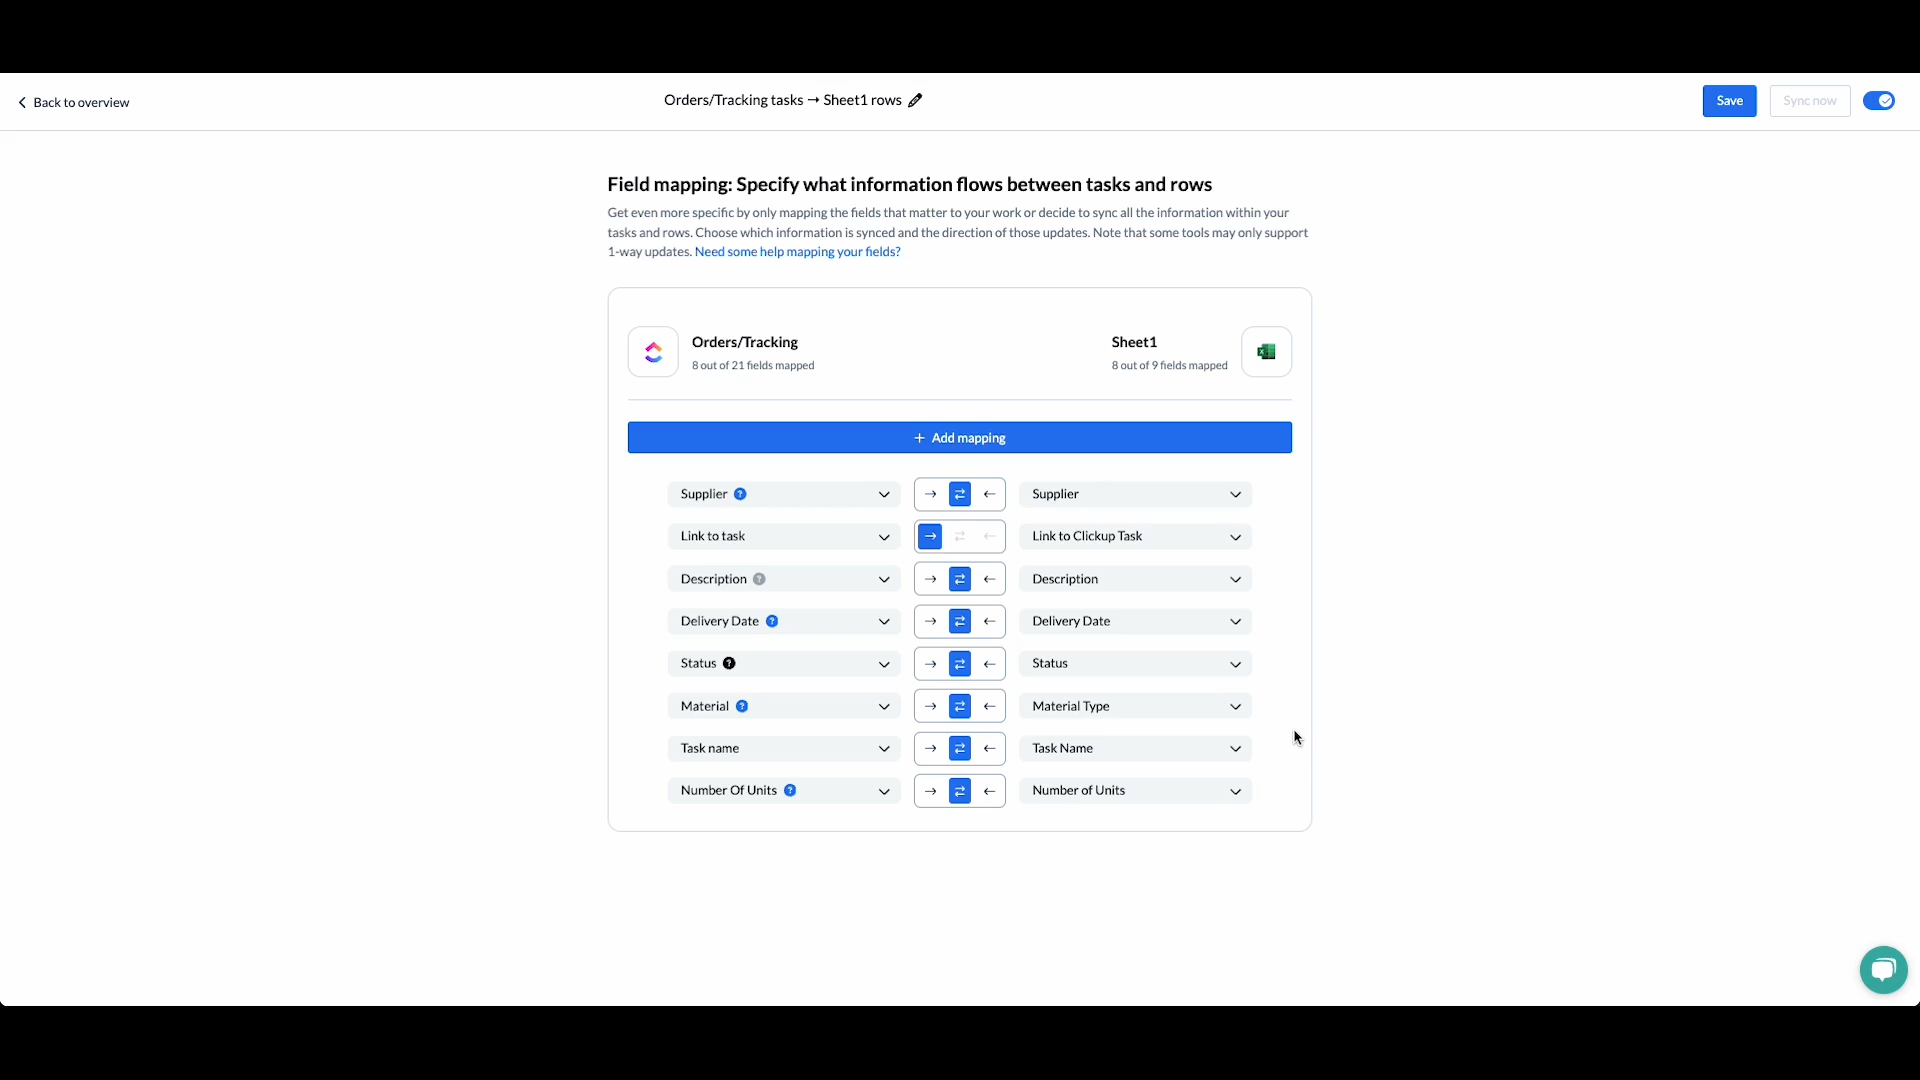 Back to overview
Orders/Tracking tasks → Sheet1 rows
Save
Sync now
Field mapping: Specify what information flows between tasks and rows
Get even more specific by only mapping the fields that matter to your work or decide to sync all the information within your
tasks and rows. Choose which information is synced and the direction of those updates. Note that some tools may only support
1-way updates. Need some help mapping your fields?
Orders/Tracking
8 out of 21 fields mapped
Sheet1
8 out of 9 fields mapped
+ Add mapping
Supplier ? → ⇄ ← Supplier
Link to task → ⇄ ← Link to Clickup Task
Description ? → ⇄ ← Description
Delivery Date ? → ⇄ ← Delivery Date
Status ? → ⇄ ← Status
Material ? → ⇄ ← Material Type
Task name → ⇄ ← Task Name
Number Of Units ? → ⇄ ← Number of Units